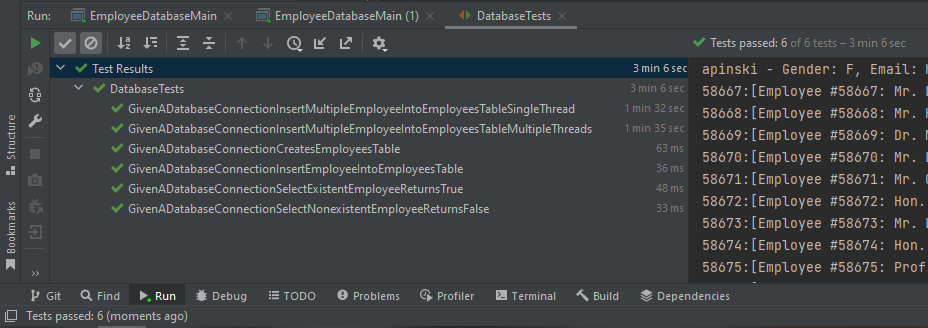 Run: EmployeeDatabaseMain EmployeeDatabaseMain (1) DatabaseTests
Tests passed: 6 of 6 tests – 3 min 6 sec
Test Results 3 min 6 sec
DatabaseTests 3 min 6 sec
GivenADatabaseConnectionInsertMultipleEmployeeIntoEmployeesTableSingleThread 1 min 32 sec
GivenADatabaseConnectionInsertMultipleEmployeeIntoEmployeesTableMultipleThreads 1 min 35 sec
GivenADatabaseConnectionCreatesEmployeesTable 63 ms
GivenADatabaseConnectionInsertEmployeeIntoEmployeesTable 36 ms
GivenADatabaseConnectionSelectExistentEmployeeReturnsTrue 48 ms
GivenADatabaseConnectionSelectNonexistentEmployeeReturnsFalse 33 ms
apinski - Gender: F, Email:
58667:[Employee #58667: Mr.
58668:[Employee #58668: Mr.
58669:[Employee #58669: Dr.
58670:[Employee #58670: Mr.
58671:[Employee #58671: Mr.
58672:[Employee #58672: Hon.
58673:[Employee #58673: Mr.
58674:[Employee #58674: Hon.
58675:[Employee #58675: Prof
Structure
Bookmarks
Git Find Run Debug TODO Problems Profiler Terminal Build Dependencies
Tests passed: 6 (moments ago)